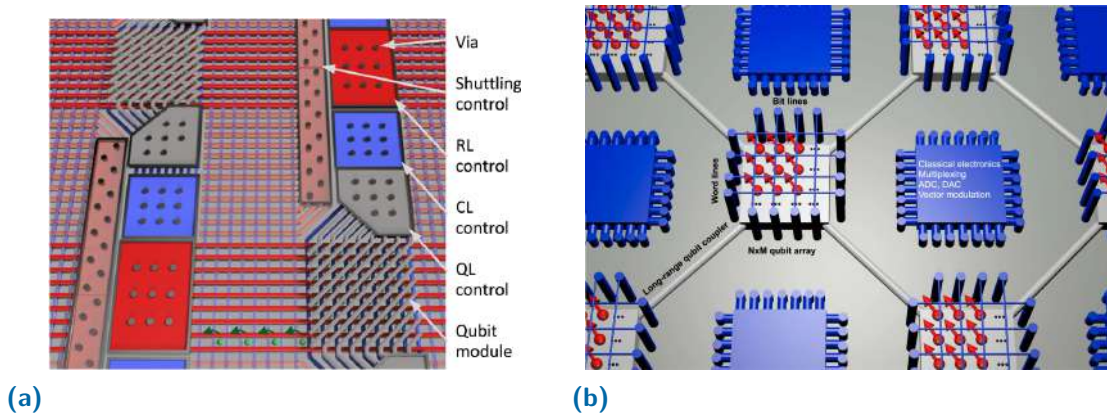 Via
Shuttling
control
RL
control
CL
control
QL
control
Qubit
module
(a)
Bit lines
Word lines
Classical electronics
Multiplexing
ADC, DAC
Vector modulation
Long-range qubit coupler
NxM qubit array
(b)